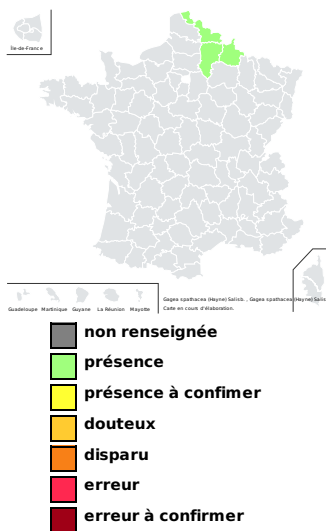 Île-de-France
Guadeloupe Martinique Guyane La Réunion Mayotte
Gagea spathacea (Hayne) Salisb. , Gagea spathacea (Hayne) Salis
Carte en cours d'élaboration.
non renseignée
présence
présence à confimer
douteux
disparu
erreur
erreur à confirmer